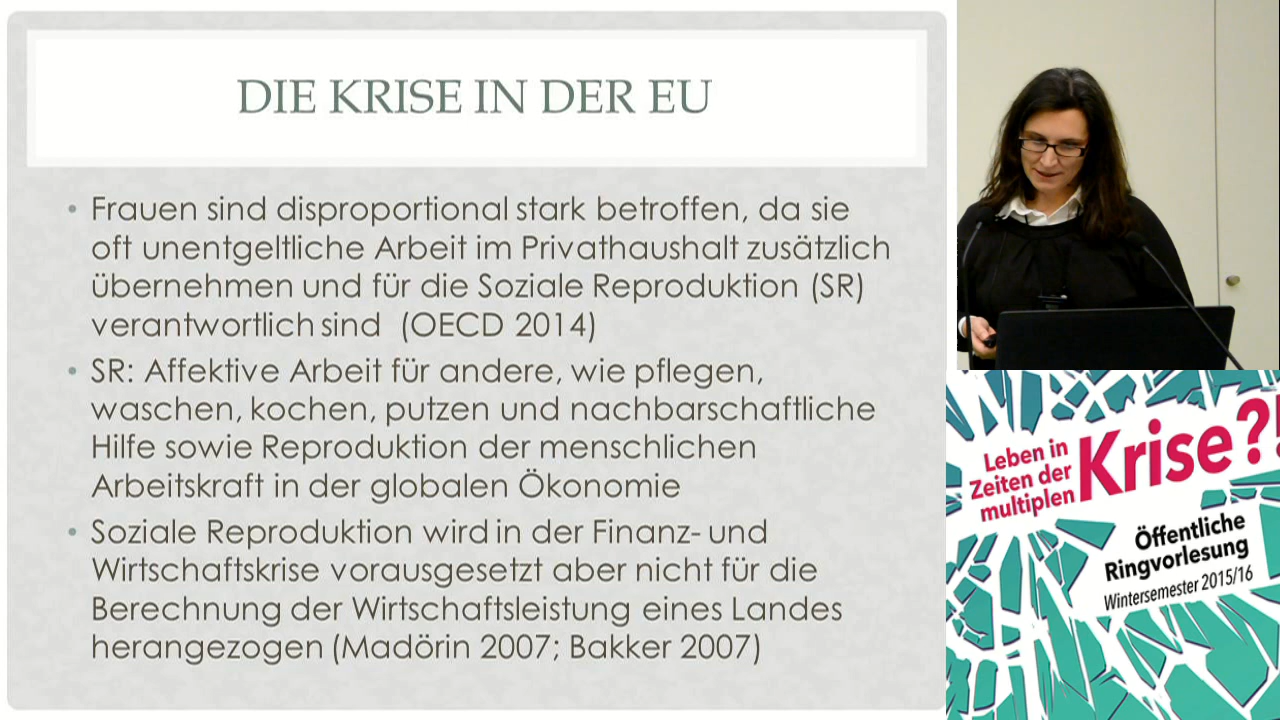 DIE KRISE IN DER EU
• Frauen sind disproportional stark betroffen, da sie
oft unentgeltliche Arbeit im Privathaushalt zusätzlich
übernehmen und für die Soziale Reproduktion (SR)
verantwortlich sind (OECD 2014)
• SR: Affektive Arbeit für andere, wie pflegen,
waschen, kochen, putzen und nachbarschaftliche
Hilfe sowie Reproduktion der menschlichen
Arbeitskraft in der globalen Ökonomie
• Soziale Reproduktion wird in der Finanz- und
Wirtschaftskrise vorausgesetzt aber nicht für die
Berechnung der Wirtschaftsleistung eines Landes
herangezogen (Madörin 2007; Bakker 2007)
Leben in
Zeiten der
multiplen
Krise?!
Öffentliche
Ringvorlesung
Wintersemester 2015/16